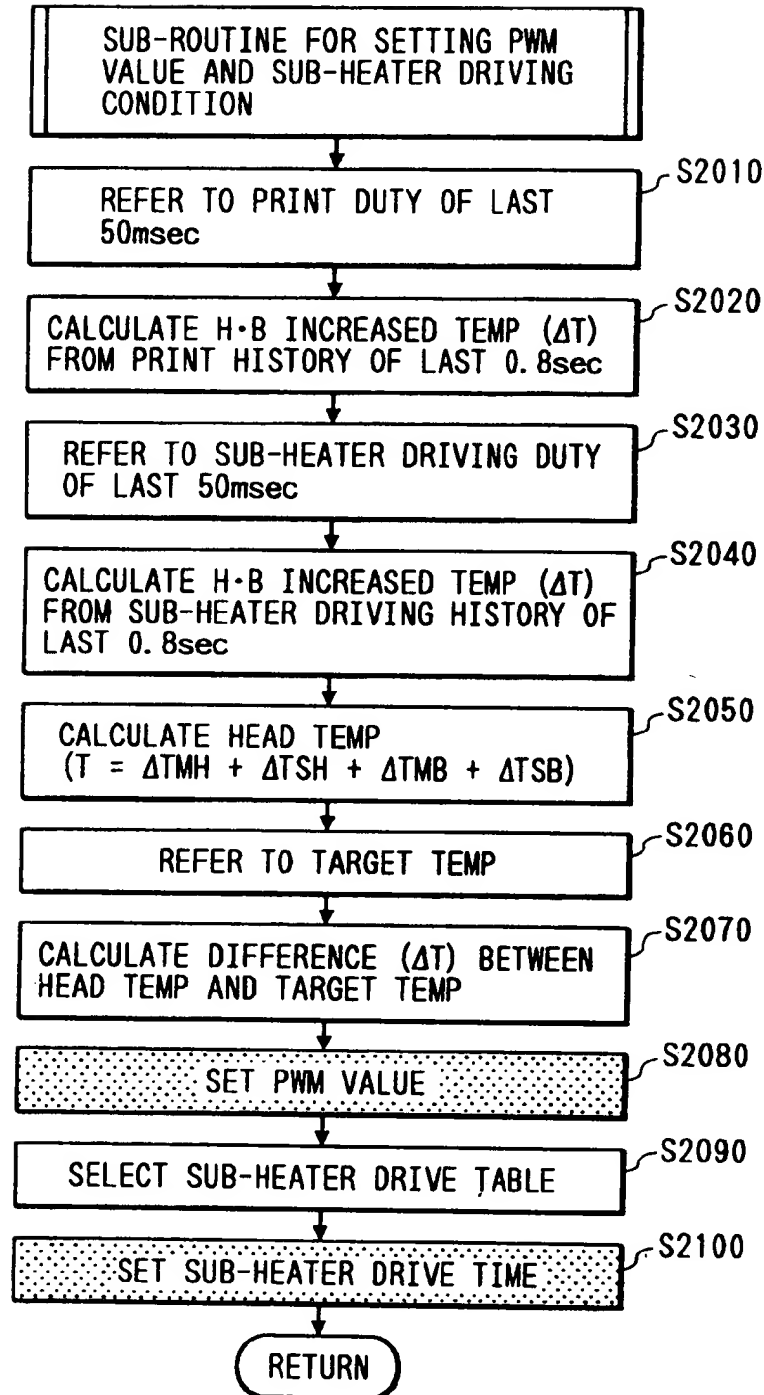 SUB-ROUTINE FOR SETTING PWM
VALUE AND SUB-HEATER DRIVING
CONDITION
S2010
REFER TO PRINT DUTY OF LAST
50msec
S2020
CALCULATE H·B INCREASED TEMP (ΔT)
FROM PRINT HISTORY OF LAST 0.8sec
S2030
REFER TO SUB-HEATER DRIVING DUTY
OF LAST 50msec
S2040
CALCULATE H·B INCREASED TEMP (ΔT)
FROM SUB-HEATER DRIVING HISTORY OF
LAST 0.8sec
S2050
CALCULATE HEAD TEMP
(T = ΔTMH + ΔTSH + ΔTMB + ΔTSB)
S2060
REFER TO TARGET TEMP
S2070
CALCULATE DIFFERENCE (ΔT) BETWEEN
HEAD TEMP AND TARGET TEMP
S2080
SET PWM VALUE
S2090
SELECT SUB-HEATER DRIVE TABLE
S2100
SET SUB-HEATER DRIVE TIME
RETURN